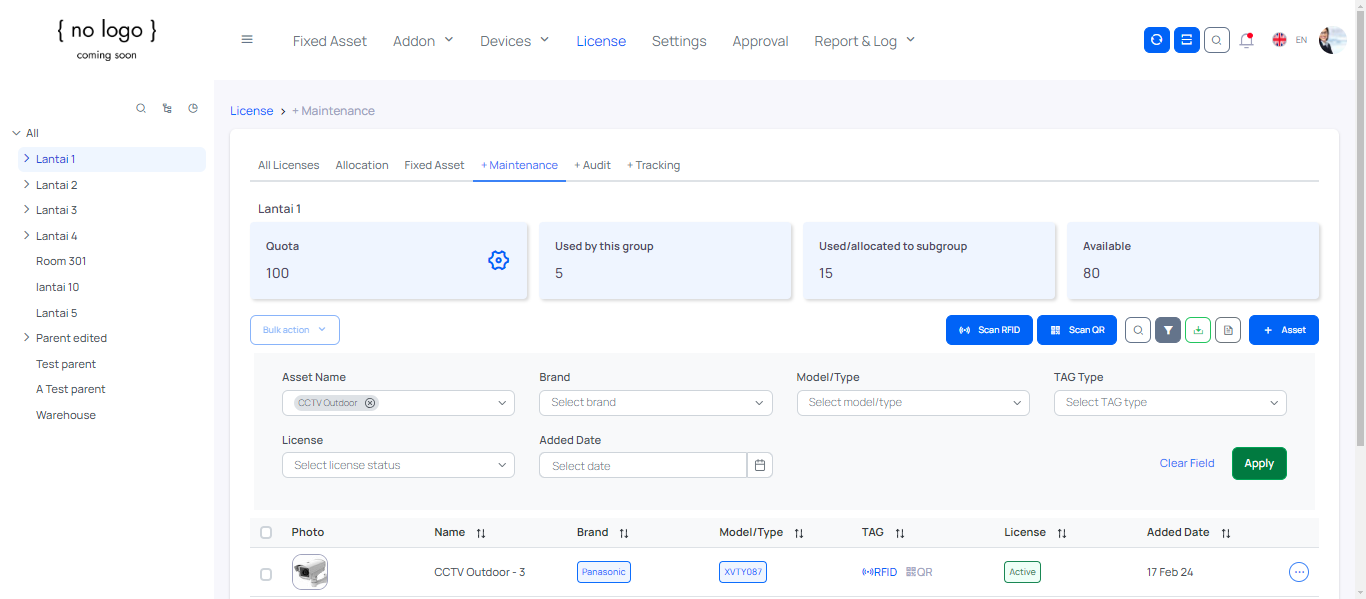 { no logo }
coming soon
Fixed Asset Addon Devices License Settings Approval Report & Log EN
All
Lantai 1
Lantai 2
Lantai 3
Lantai 4
Room 301
lantai 10
Lantai 5
Parent edited
Test parent
A Test parent
Warehouse
License > + Maintenance
All Licenses Allocation Fixed Asset + Maintenance + Audit + Tracking
Lantai 1
Quota Used by this group Used/allocated to subgroup Available
100 5 15 80
Bulk action Scan RFID Scan QR + Asset
Asset Name Brand Model/Type TAG Type
CCTV Outdoor Select brand Select model/type Select TAG type
License Added Date
Select license status Select date Clear Field Apply
Photo Name Brand Model/Type TAG License Added Date
CCTV Outdoor - 3 Panasonic XVTY087 RFID QR Active 17 Feb 24